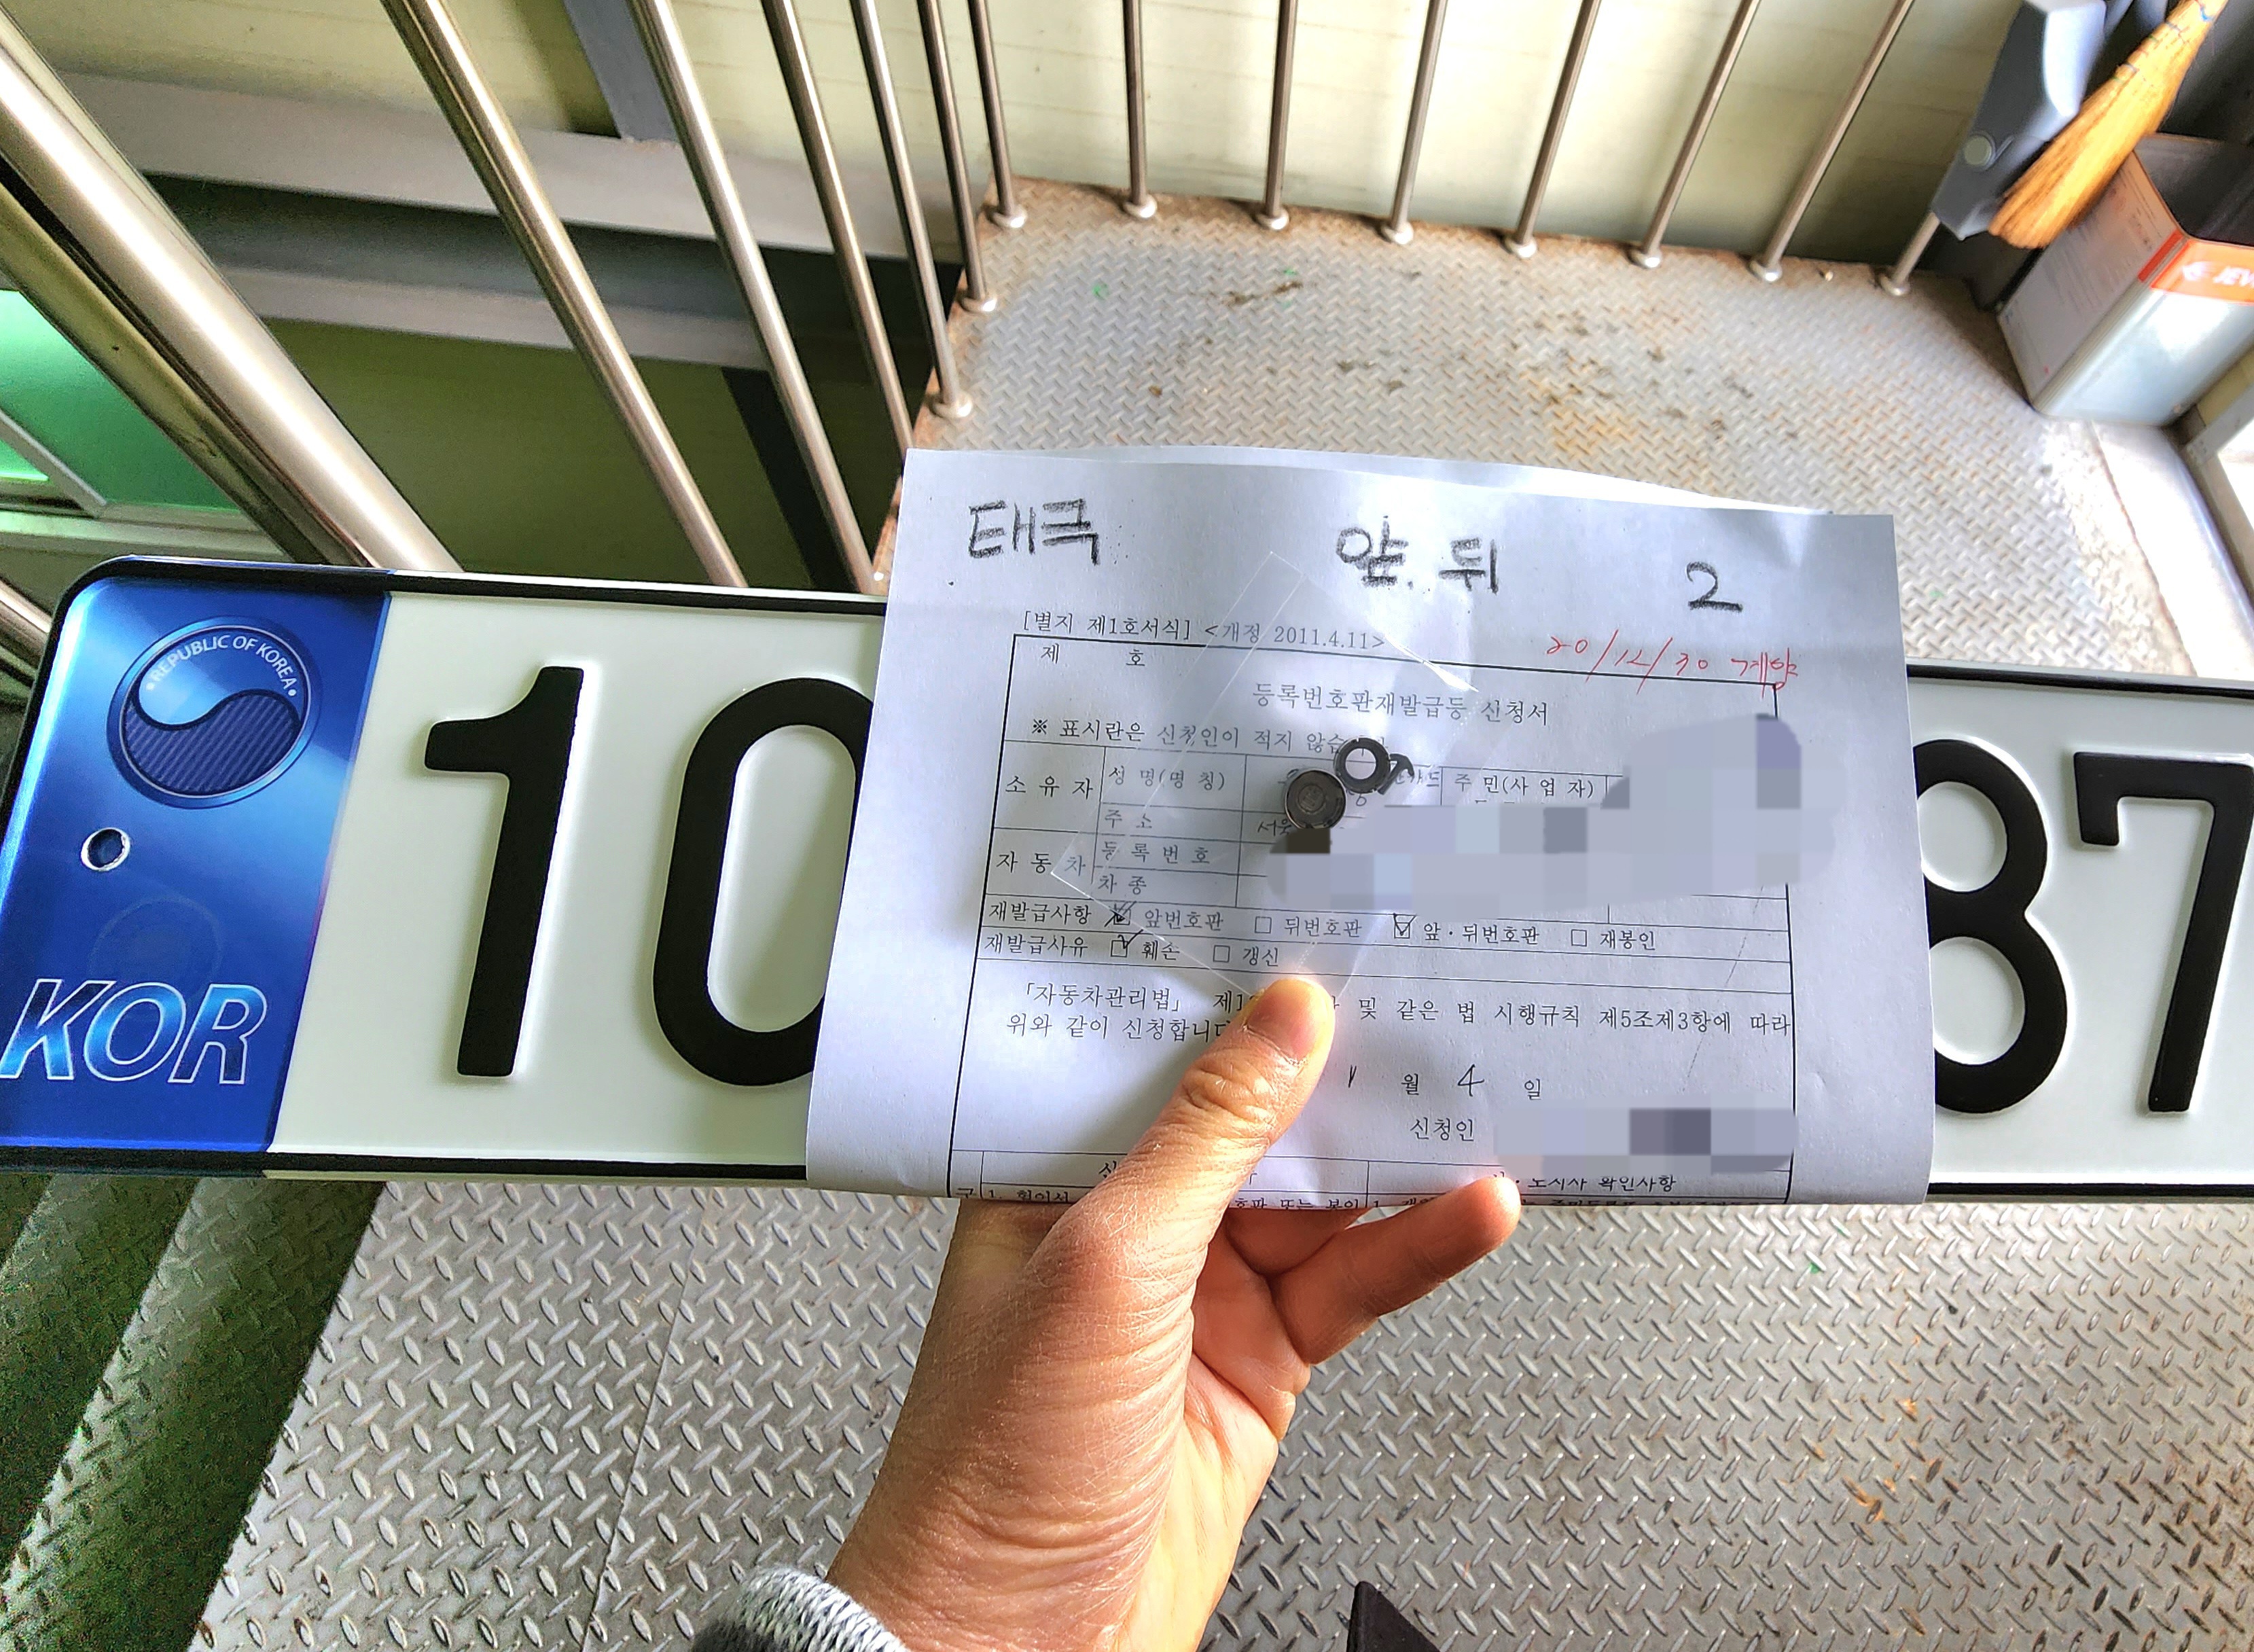 태극 앞. 뒤 2
[별지 제1호서식] <개정 2011.4.11>
20/12/30 계약
제 호
등록번호판재발급등 신청서
※ 표시란은 신청인이 적지 않습
소유자 성명(명칭) 주민(사업자)
주소 서울
자동차 등록번호
차종
재발급사항 앞번호판 뒤번호판 앞·뒤번호판 재봉인
재발급사유 훼손 갱신
「자동차관리법」 및 같은 법 시행규칙 제5조제3항에 따라
위와 같이 신청합니다
월 4 일
신청인
확인사항
REPUBLIC OF KOREA
KOR
10
87